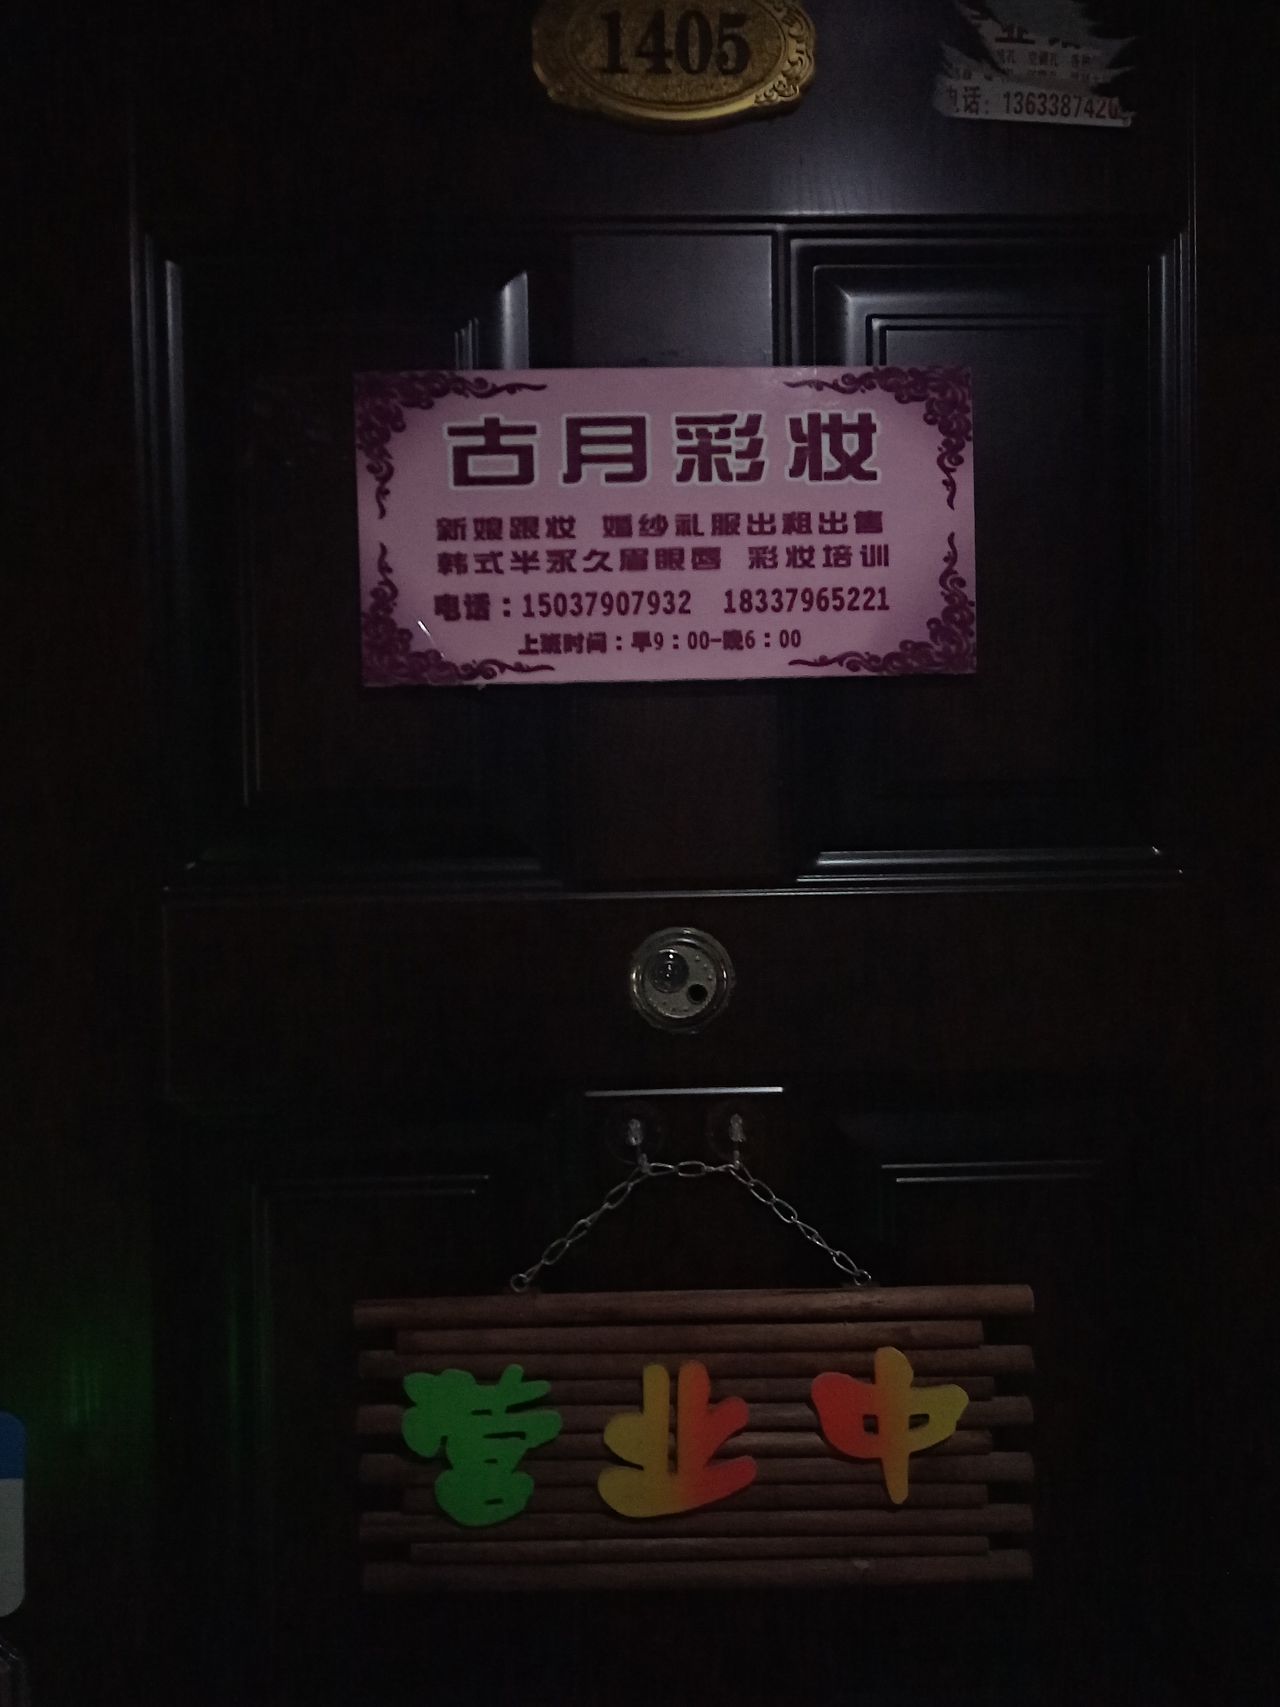 1405
电话：1363387420
古月彩妆
新娘跟妆 婚纱礼服出租出售
韩式半永久眉眼唇 彩妆培训
电话：15037907932 18337965221
上班时间：早9：00-晚6：00
营业中